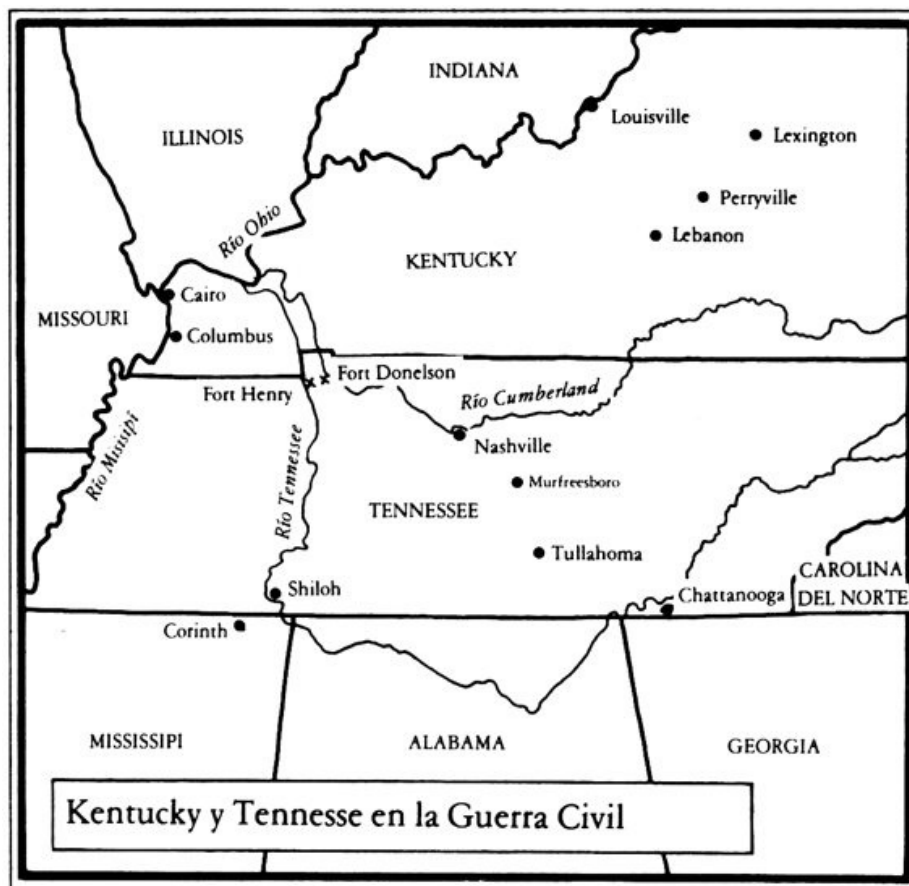 INDIANA
Louisville
ILLINOIS
Lexington
Perryville
Río Ohio
Lebanon
KENTUCKY
Cairo
MISSOURI
Columbus
Fort Donelson
Fort Henry
Río Cumberland
Nashville
Río Misisipi
Río Tennessee
Murfreesboro
TENNESSEE
Tullahoma
CAROLINA
DEL NORTE
Shiloh
Chattanooga
Corinth
MISSISSIPI
ALABAMA
GEORGIA
Kentucky y Tennesse en la Guerra Civil